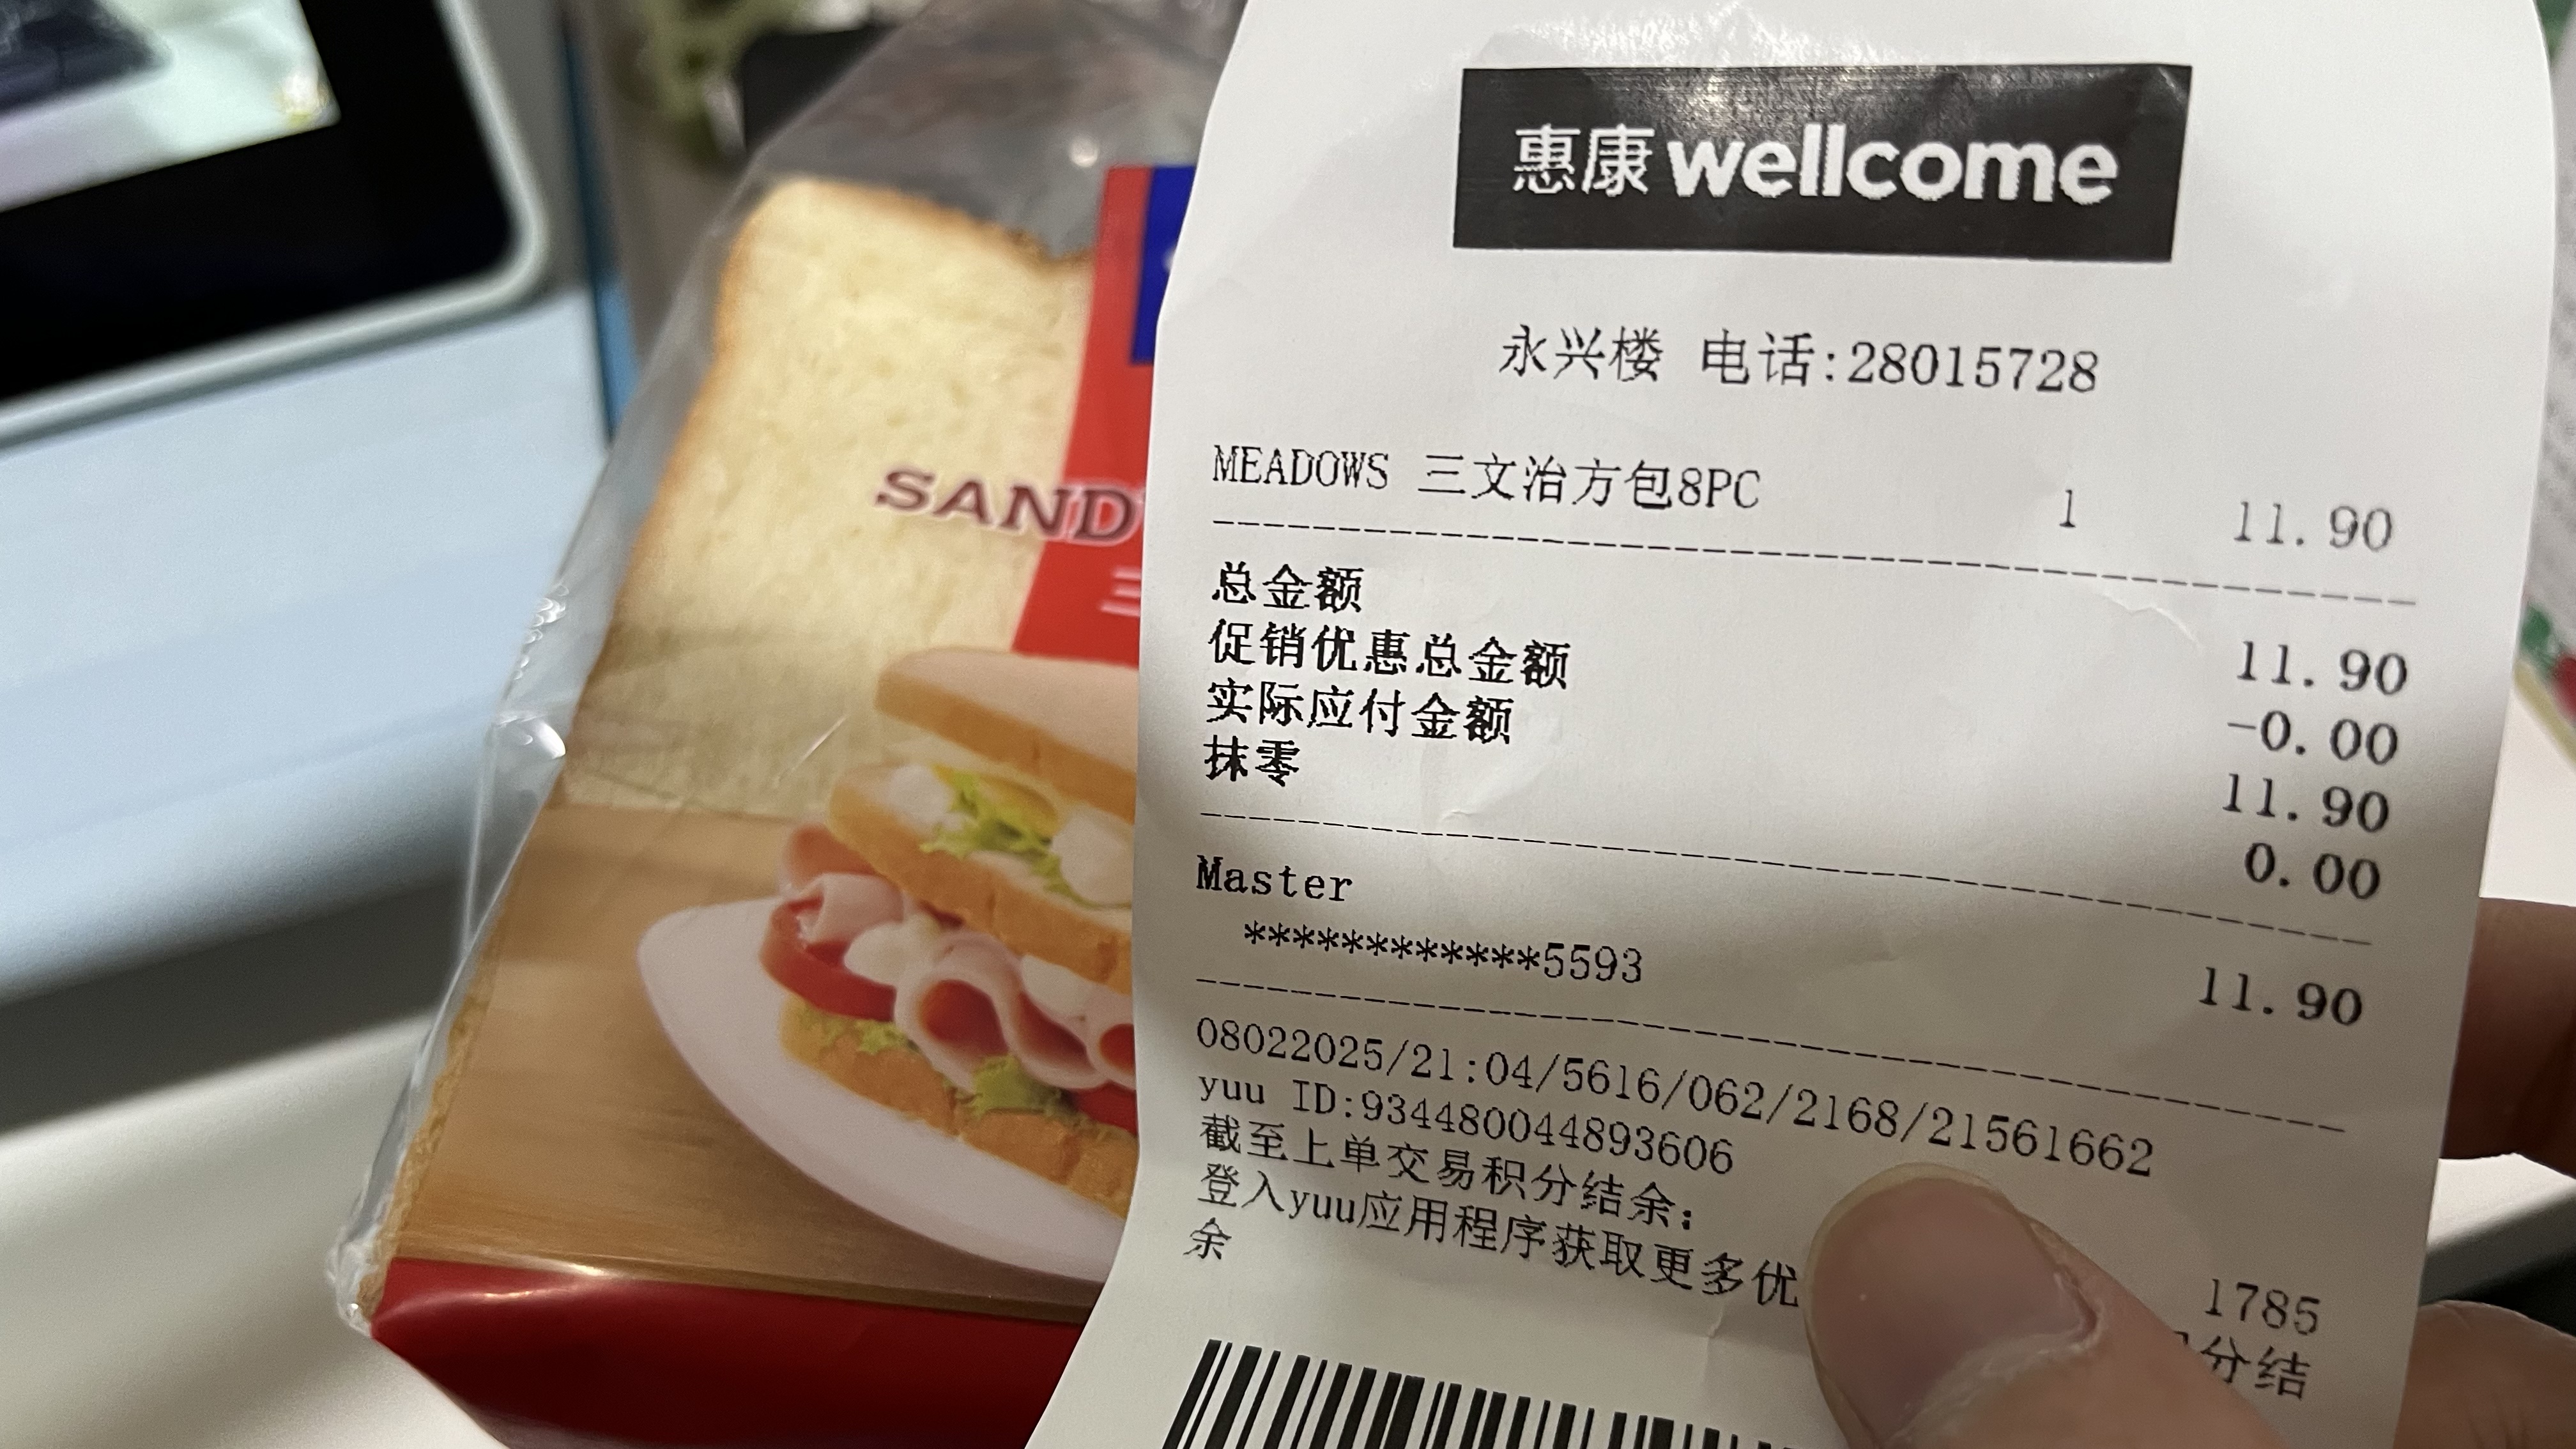 SAND
三
惠康 wellcome
永兴楼 电话:28015728
MEADOWS 三文治方包8PC 1 11.90
总金额 11.90
促销优惠总金额 -0.00
实际应付金额 11.90
抹零 0.00
Master
************5593 11.90
08022025/21:04/5616/062/2168/21561662
yuu ID:934480044893606
截至上单交易积分结余: 1785
登入yuu应用程序获取更多优 分结
余